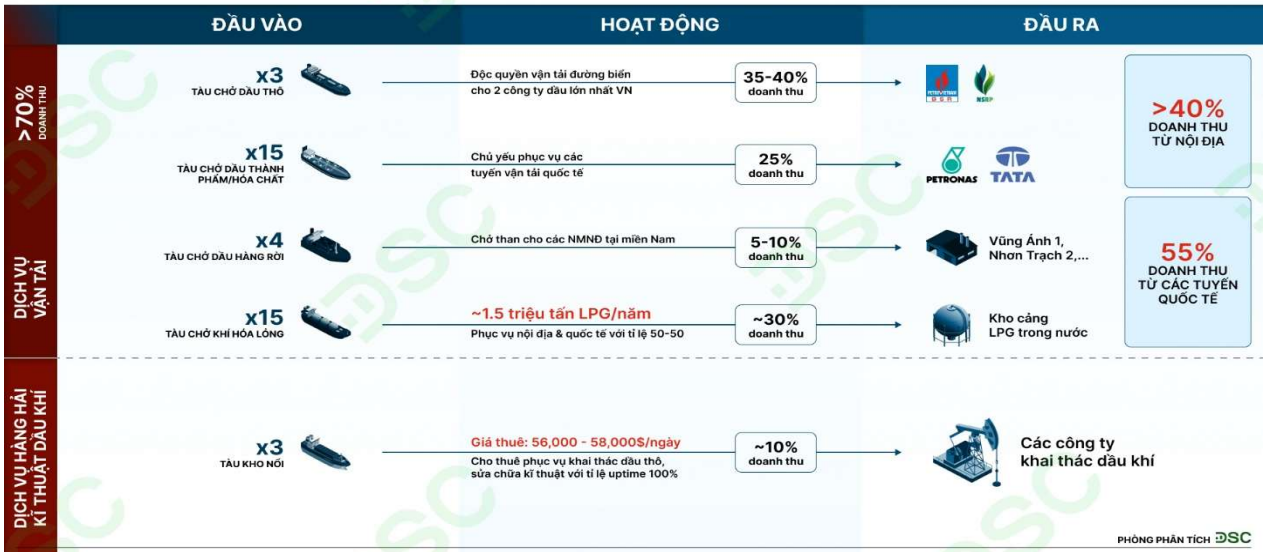 ĐẦU VÀO
HOẠT ĐỘNG
ĐẦU RA
>70%
DOANH THU
DỊCH VỤ
VẬN TẢI
x3
TÀU CHỞ DẦU THÔ
Độc quyền vận tải đường biển
cho 2 công ty dầu lớn nhất VN
35-40%
doanh thu
PETROVIETNAM
BSR
NSRP
>40%
DOANH THU
TỪ NỘI ĐỊA
x15
TÀU CHỞ DẦU THÀNH
PHẨM/HÓA CHẤT
Chủ yếu phục vụ các
tuyến vận tải quốc tế
25%
doanh thu
PETRONAS
TATA
x4
TÀU CHỞ DẦU HÀNG RỜI
Chở than cho các NMNĐ tại miền Nam
5-10%
doanh thu
Vũng Ánh 1,
Nhơn Trạch 2,...
55%
DOANH THU
TỪ CÁC TUYẾN
QUỐC TẾ
x15
TÀU CHỞ KHÍ HÓA LỎNG
~1.5 triệu tấn LPG/năm
Phục vụ nội địa & quốc tế với tỉ lệ 50-50
~30%
doanh thu
Kho cảng
LPG trong nước
DỊCH VỤ HÀNG HẢI
KĨ THUẬT DẦU KHÍ
x3
TÀU KHO NỔI
Giá thuê: 56,000 - 58,000$/ngày
Cho thuê phục vụ khai thác dầu thô,
sửa chữa kĩ thuật với tỉ lệ uptime 100%
~10%
doanh thu
Các công ty
khai thác dầu khí
PHÒNG PHÂN TÍCH DSC